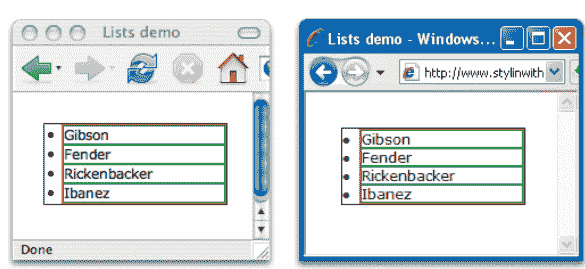 Lists demo
• Gibson
• Fender
• Rickenbacker
• Ibanez
Done
Lists demo - Windows...
http://www.stylinwith
• Gibson
• Fender
• Rickenbacker
• Ibanez